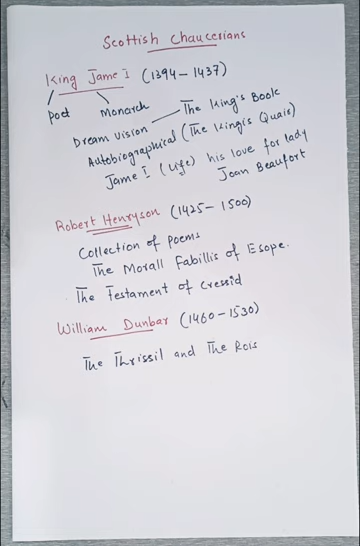 Scottish Chaucerians
King Jame I (1394-1437)
Poet Monarch
Dream Vision The King's Book
Autobiographical (The Kingis Quair)
Jame I (life) his love for lady
Joan Beaufort
Robert Henryson (1425-1500)
Collection of poems
The Morall Fabillis of Esope.
The Testament of Cressid
William Dunbar (1460-1530)
The Thrissil and The Rois